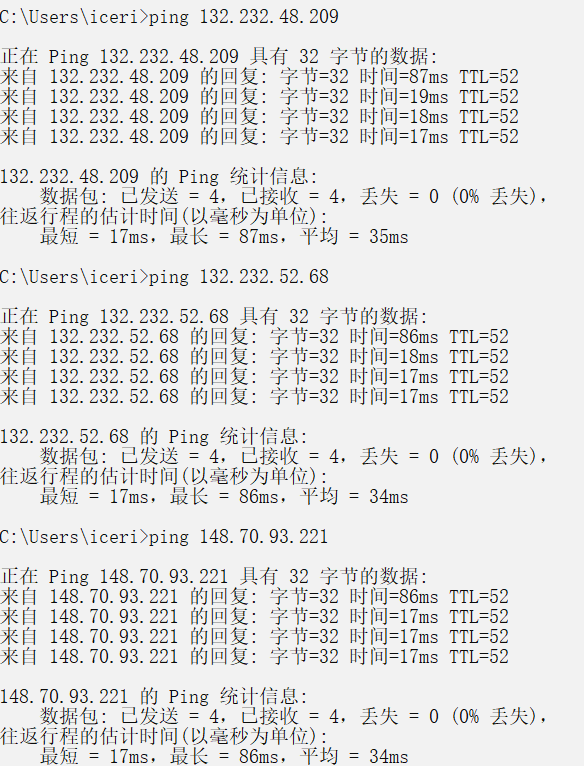 C:\Users\iceri>ping 132.232.48.209
正在 Ping 132.232.48.209 具有 32 字节的数据:
来自 132.232.48.209 的回复: 字节=32 时间=87ms TTL=52
来自 132.232.48.209 的回复: 字节=32 时间=19ms TTL=52
来自 132.232.48.209 的回复: 字节=32 时间=18ms TTL=52
来自 132.232.48.209 的回复: 字节=32 时间=17ms TTL=52
132.232.48.209 的 Ping 统计信息:
数据包: 已发送 = 4，已接收 = 4，丢失 = 0 (0% 丢失)，
往返行程的估计时间(以毫秒为单位):
最短 = 17ms，最长 = 87ms，平均 = 35ms
C:\Users\iceri>ping 132.232.52.68
正在 Ping 132.232.52.68 具有 32 字节的数据:
来自 132.232.52.68 的回复: 字节=32 时间=86ms TTL=52
来自 132.232.52.68 的回复: 字节=32 时间=18ms TTL=52
来自 132.232.52.68 的回复: 字节=32 时间=17ms TTL=52
来自 132.232.52.68 的回复: 字节=32 时间=17ms TTL=52
132.232.52.68 的 Ping 统计信息:
数据包: 已发送 = 4，已接收 = 4，丢失 = 0 (0% 丢失)，
往返行程的估计时间(以毫秒为单位):
最短 = 17ms，最长 = 86ms，平均 = 34ms
C:\Users\iceri>ping 148.70.93.221
正在 Ping 148.70.93.221 具有 32 字节的数据:
来自 148.70.93.221 的回复: 字节=32 时间=86ms TTL=52
来自 148.70.93.221 的回复: 字节=32 时间=17ms TTL=52
来自 148.70.93.221 的回复: 字节=32 时间=17ms TTL=52
来自 148.70.93.221 的回复: 字节=32 时间=17ms TTL=52
148.70.93.221 的 Ping 统计信息:
数据包: 已发送 = 4，已接收 = 4，丢失 = 0 (0% 丢失)，
往返行程的估计时间(以毫秒为单位):
最短 = 17ms，最长 = 86ms，平均 = 34ms